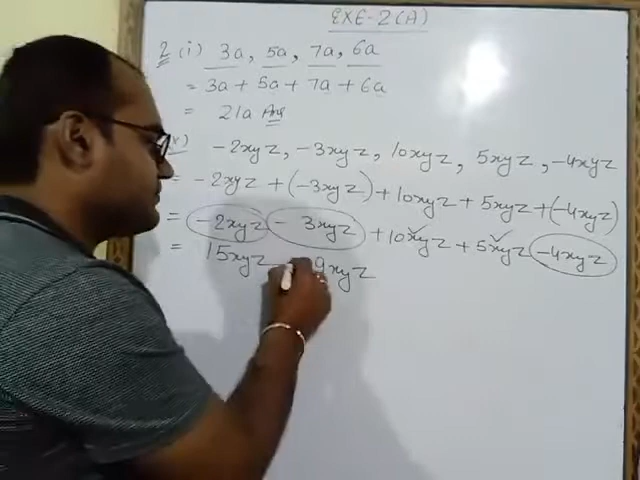 EXE-2(A)
2 (i) 3a, 5a, 7a, 6a
= 3a + 5a + 7a + 6a
= 21a Ans
-2xyz, -3xyz, 10xyz, 5xyz, -4xyz
= -2xyz + (-3xyz) + 10xyz + 5xyz + (-4xyz)
= -2xyz - 3xyz + 10xyz + 5xyz - 4xyz
= 15xyz 9xyz